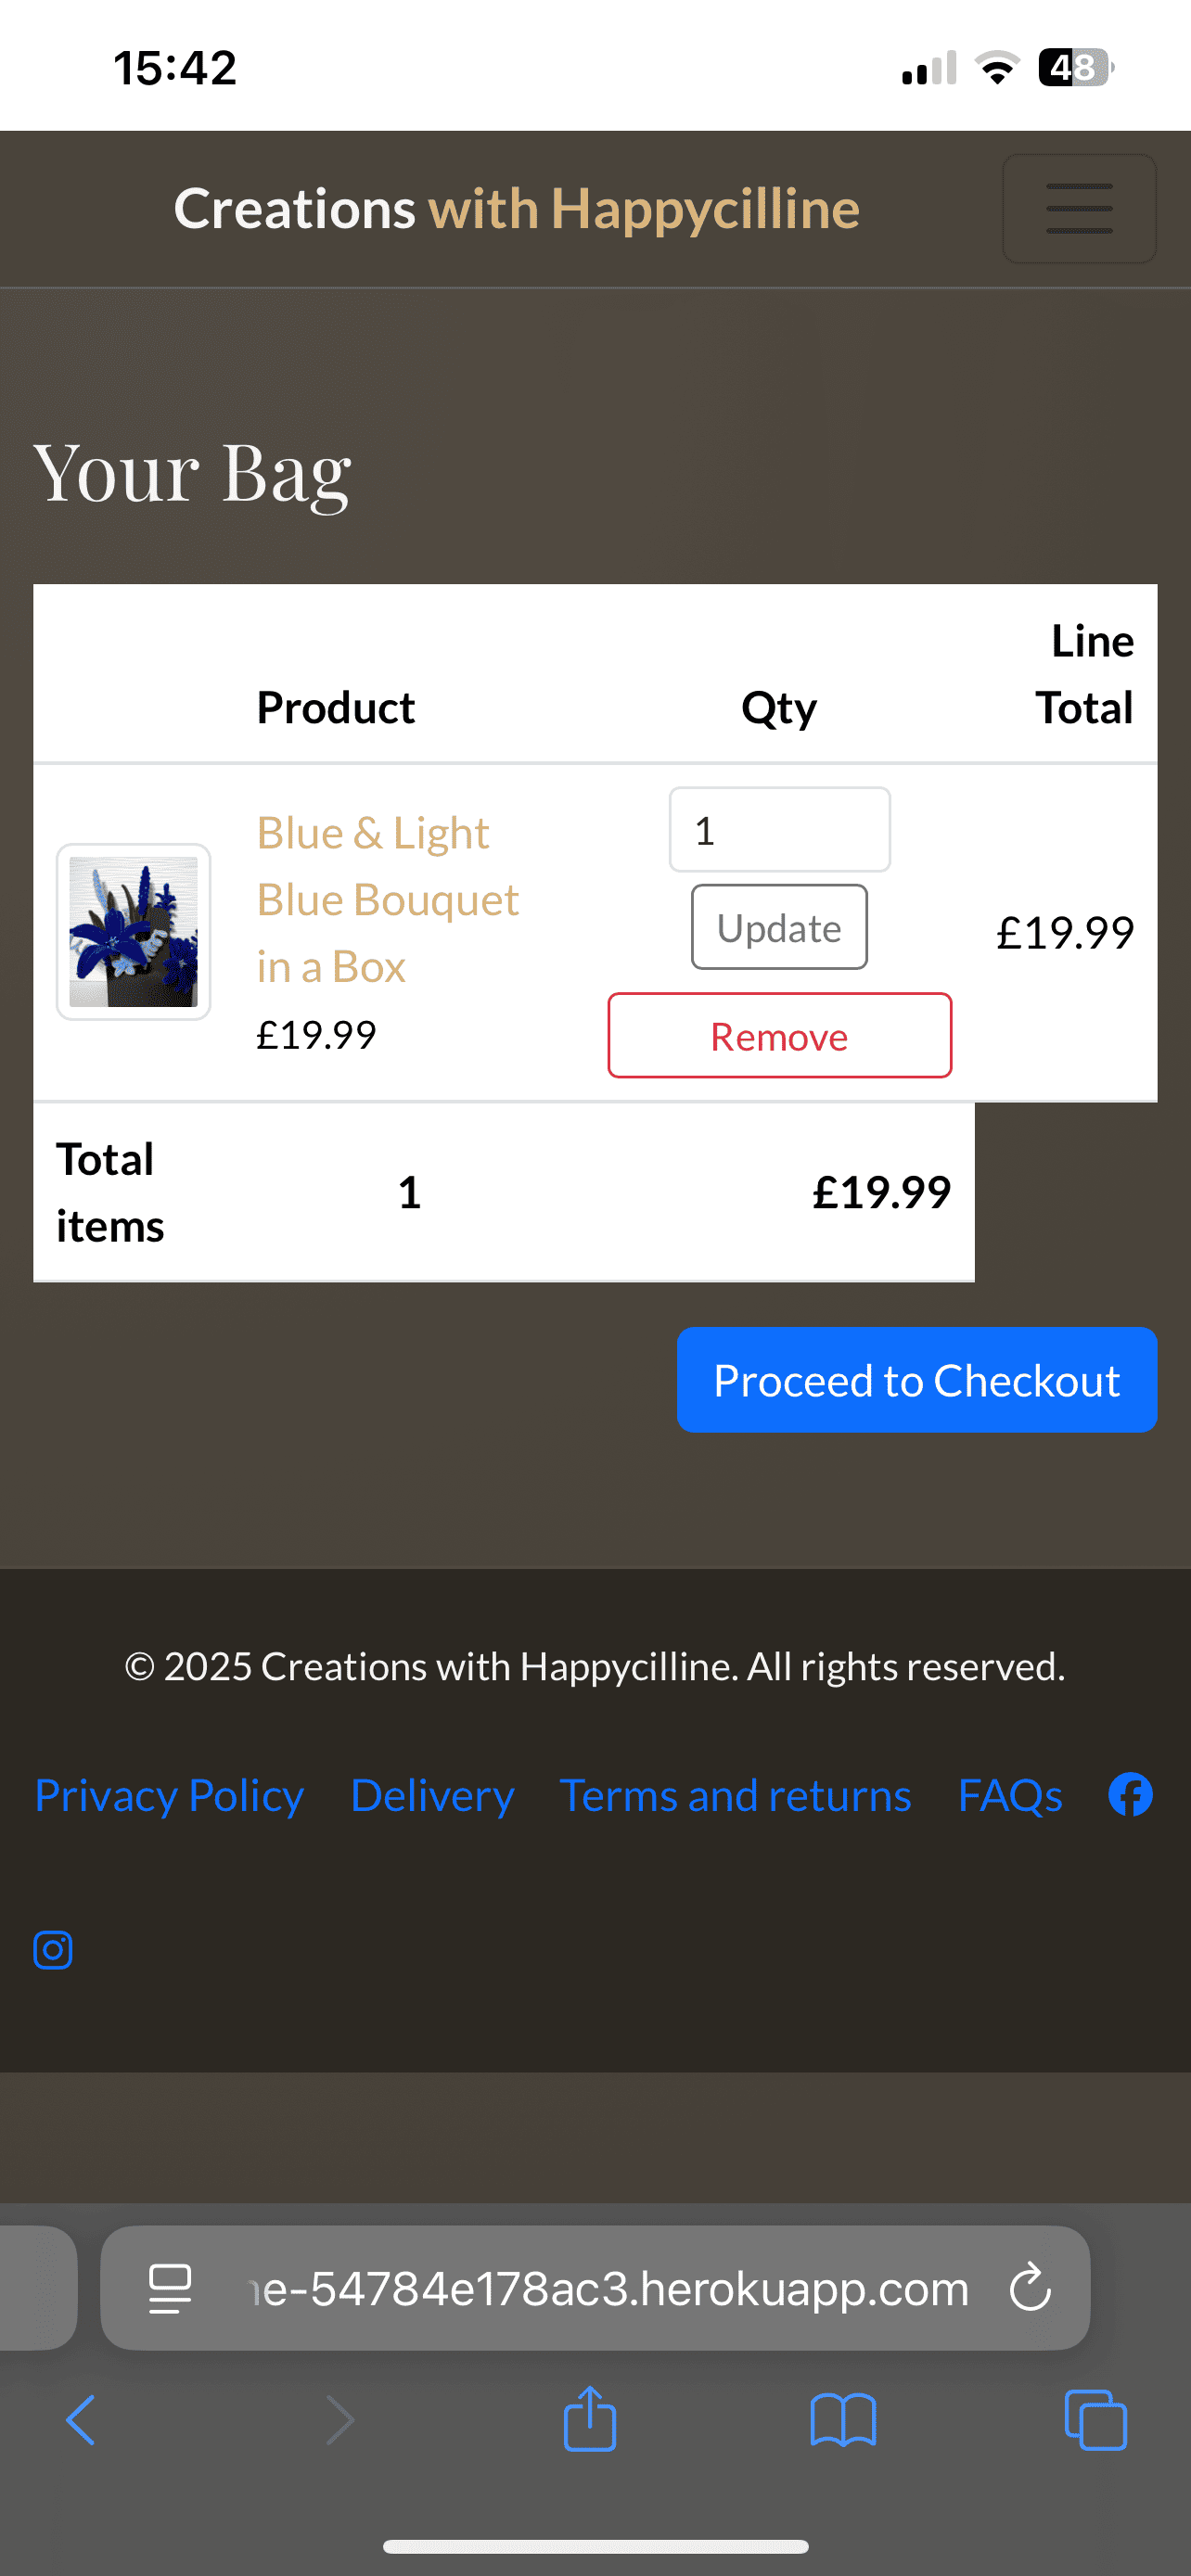 15:42
48
Creations with Happycilline
Your Bag
Line
Product Qty Total
Blue & Light
Blue Bouquet
in a Box
£19.99
1
Update
Remove
£19.99
Total
items
1
£19.99
Proceed to Checkout
© 2025 Creations with Happycilline. All rights reserved.
Privacy Policy Delivery Terms and returns FAQs
e-54784e178ac3.herokuapp.com